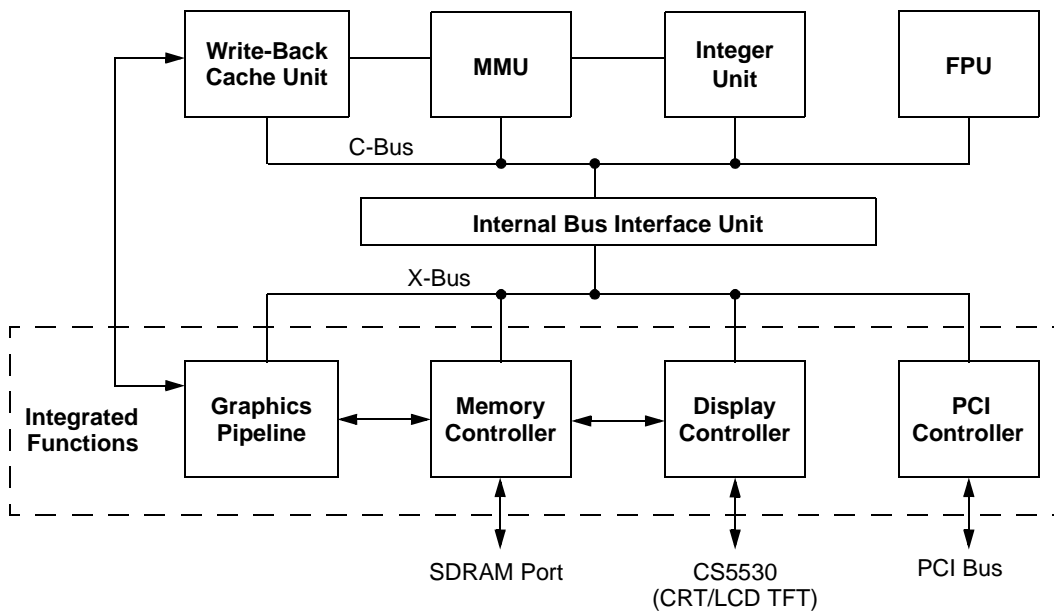 Write-Back
Cache Unit
MMU
Integer
Unit
FPU
C-Bus
Internal Bus Interface Unit
X-Bus
Integrated
Functions
Graphics
Pipeline
Memory
Controller
Display
Controller
PCI
Controller
SDRAM Port
CS5530
(CRT/LCD TFT)
PCI Bus